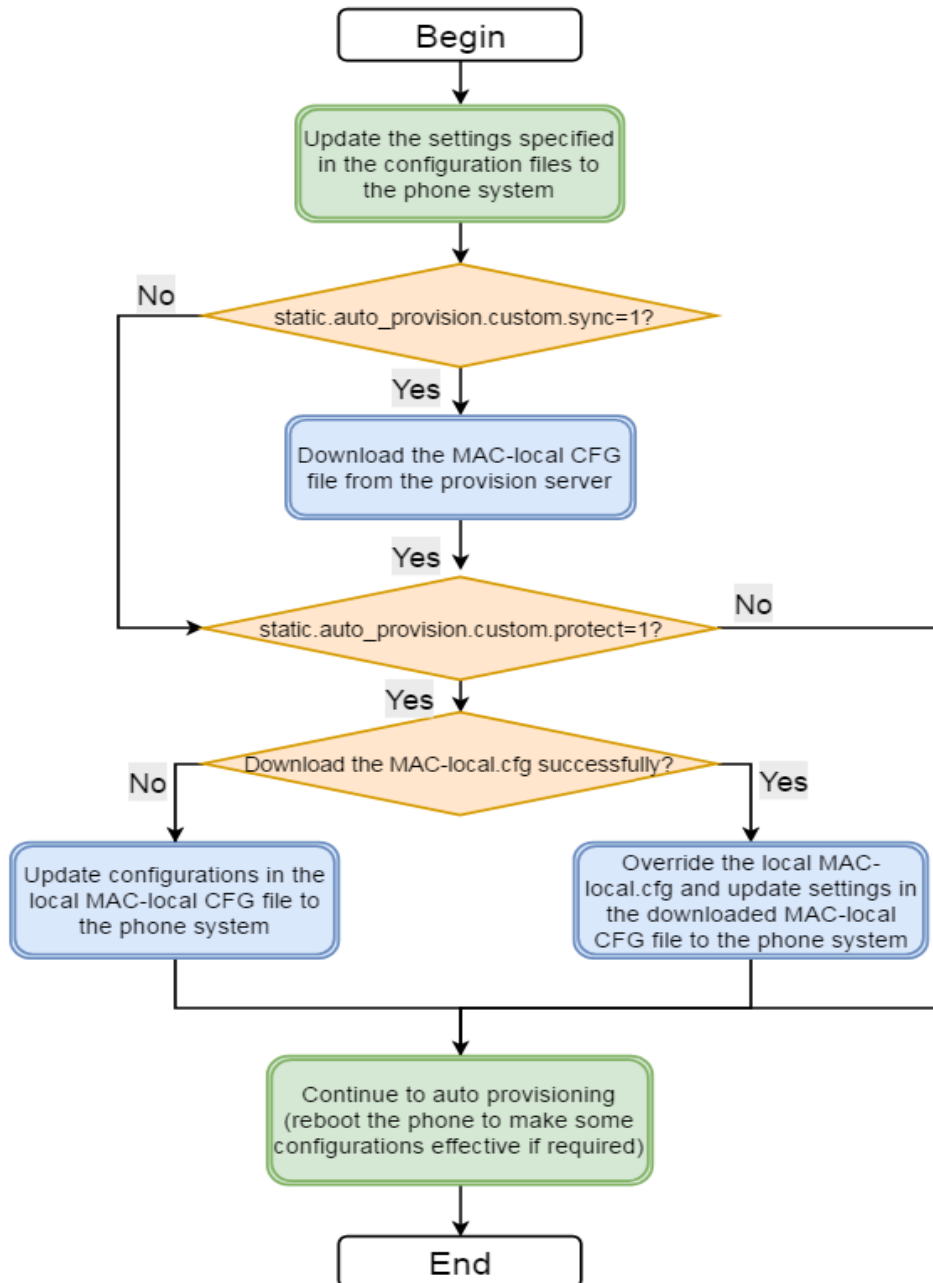 Begin
Update the settings specified
in the configuration files to
the phone system
No
static.auto_provision.custom.sync=1?
Yes
Download the MAC-local CFG
file from the provision server
Yes
No
static.auto_provision.custom.protect=1?
Yes
Download the MAC-local.cfg successfully?
No
Yes
Update configurations in the
local MAC-local CFG file to
the phone system
Override the local MAC-
local.cfg and update settings in
the downloaded MAC-local
CFG file to the phone system
Continue to auto provisioning
(reboot the phone to make some
configurations effective if required)
End